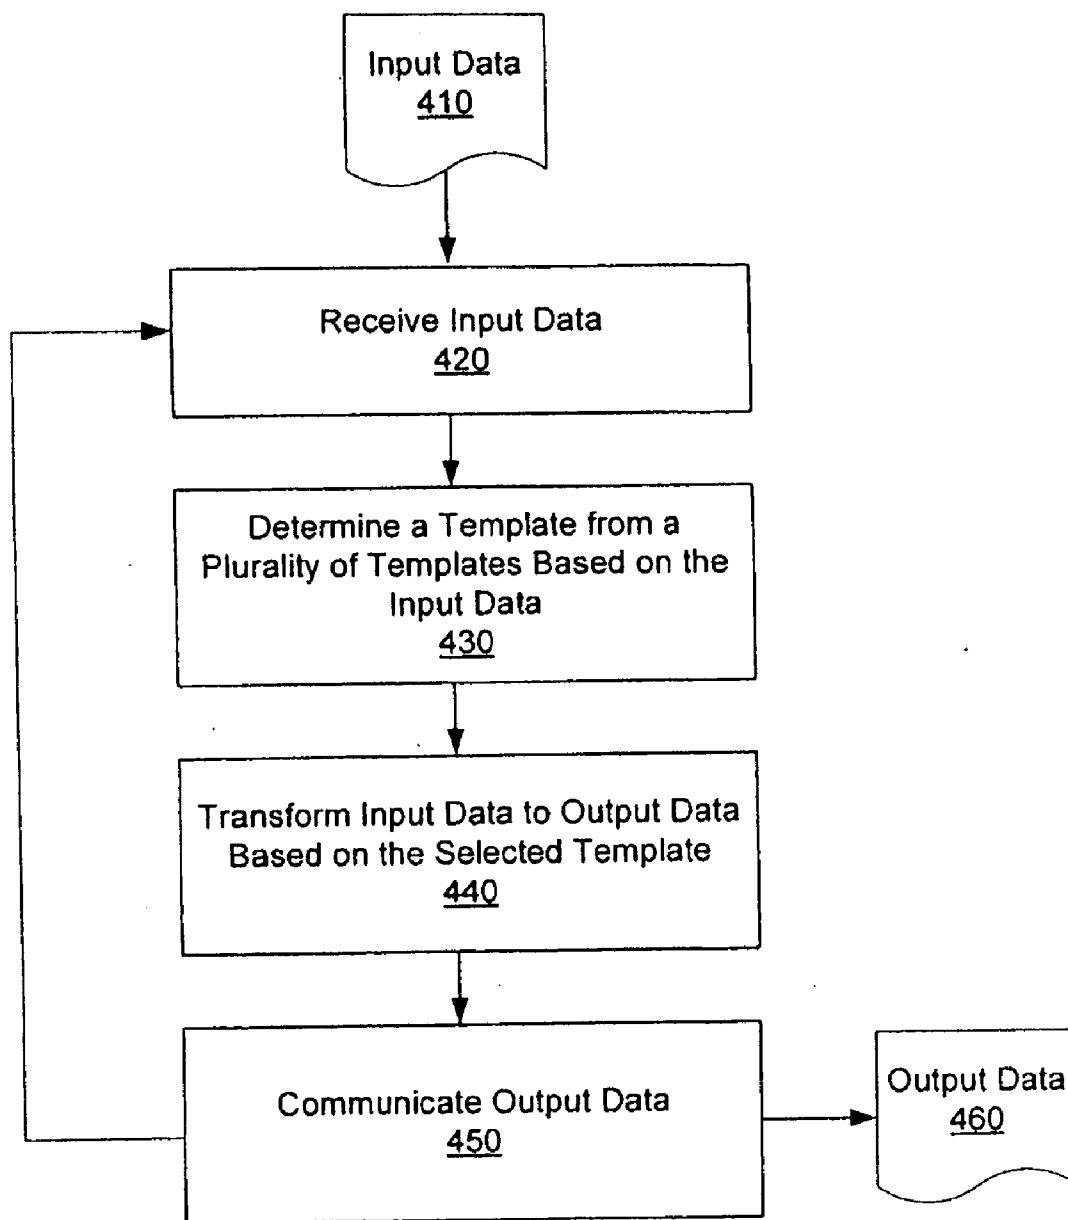 Input Data
410
Receive Input Data
420
Determine a Template from a
Plurality of Templates Based on the
Input Data
430
Transform Input Data to Output Data
Based on the Selected Template
440
Communicate Output Data
450
Output Data
460